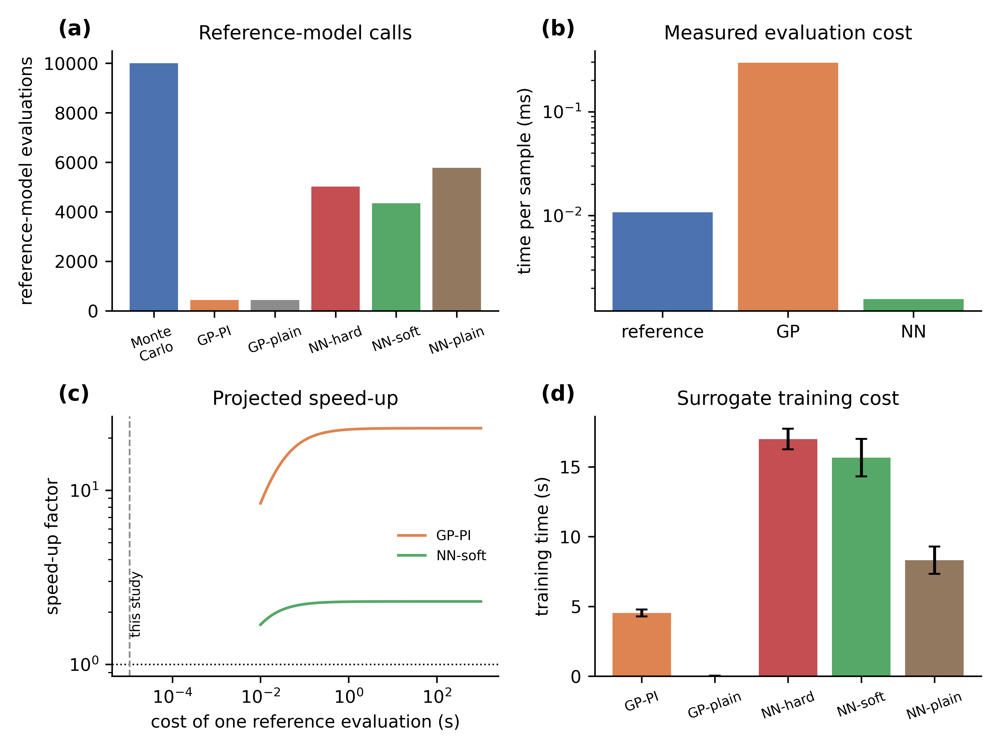 (a)
Reference-model calls
reference-model evaluations
10000
8000
6000
4000
2000
0
Monte
Carlo
GP-PI
GP-plain
NN-hard
NN-soft
NN-plain
(b)
Measured evaluation cost
time per sample (ms)
10⁻¹
10⁻²
reference
GP
NN
(c)
Projected speed-up
speed-up factor
10¹
10⁰
this study
GP-PI
NN-soft
10⁻⁴
10⁻²
10⁰
10²
cost of one reference evaluation (s)
(d)
Surrogate training cost
training time (s)
15
10
5
0
GP-PI
GP-plain
NN-hard
NN-soft
NN-plain